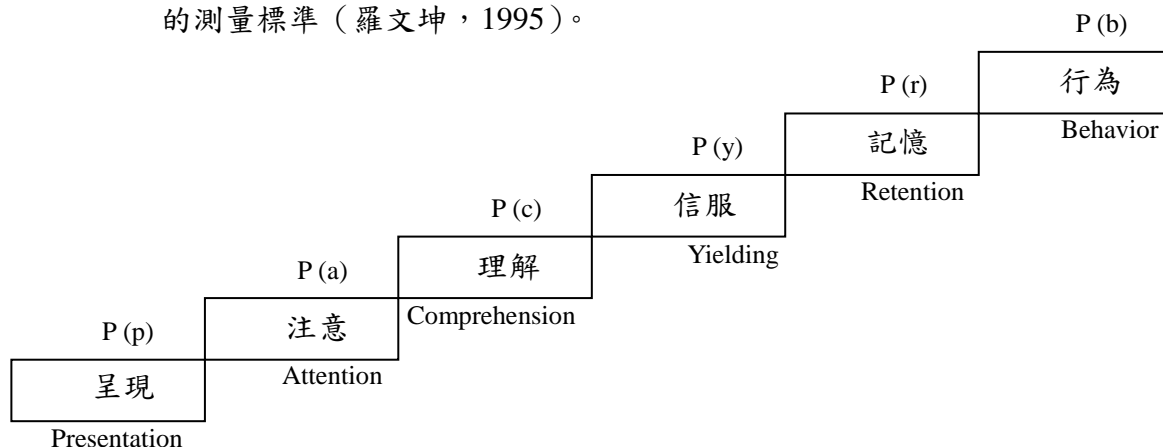 的測量標準（羅文坤，1995）。
P (b)
行為
P (r)
Behavior
記憶
P (y)
Retention
信服
P (c)
Yielding
理解
P (a)
Comprehension
注意
P (p)
Attention
呈現
Presentation